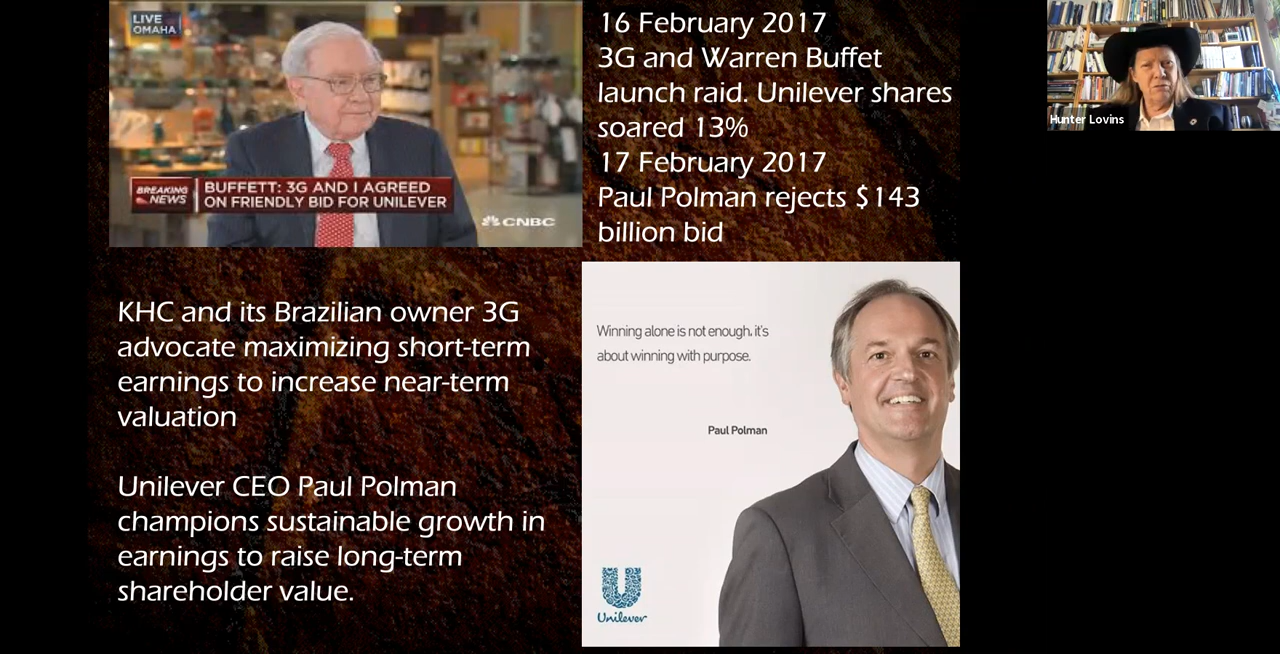 LIVE
OMAHA
BREAKING
NEWS
BUFFETT: 3G AND I AGREED
ON FRIENDLY BID FOR UNILEVER
CNBC
16 February 2017
3G and Warren Buffet
launch raid. Unilever shares
soared 13%
17 February 2017
Paul Polman rejects $143
billion bid
Hunter Lovins
KHC and its Brazilian owner 3G
advocate maximizing short-term
earnings to increase near-term
valuation
Unilever CEO Paul Polman
champions sustainable growth in
earnings to raise long-term
shareholder value.
Winning alone is not enough, it's
about winning with purpose.
Paul Polman
Unilever